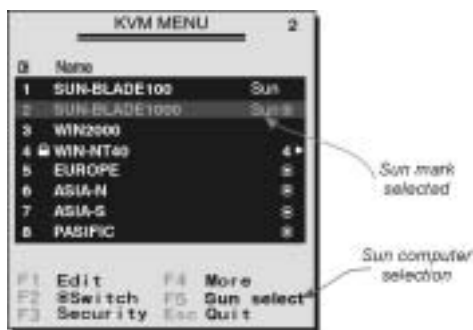 KVM MENU 2
Name
1 SUN-BLADE100 Sun
2 SUN-BLADE1000 Sun
3 WIN2000
4 WIN-NT40 4
5 EUROPE
6 ASIA-N
7 ASIA-S
8 PASIFIC
Sun mark
selected
Sun computer
selection
F1 Edit F4 More
F2 Switch F5 Sun select
F3 Security Esc Quit